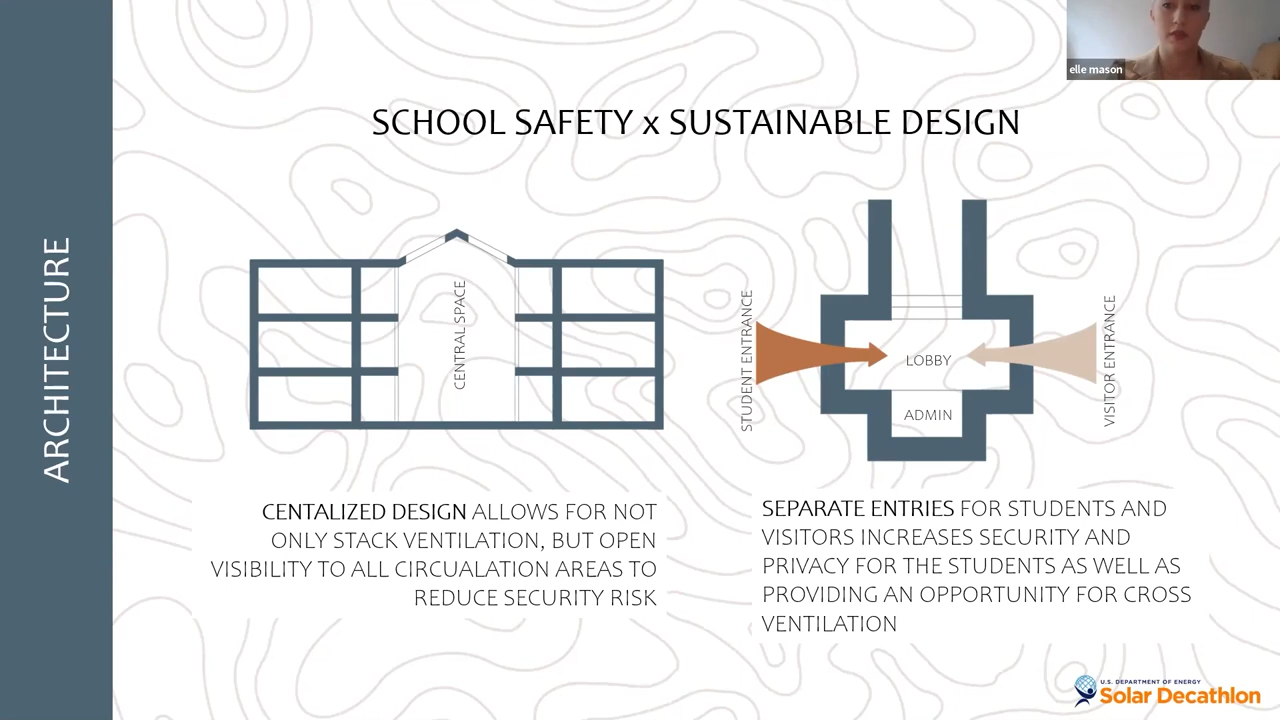 elle mason
SCHOOL SAFETY x SUSTAINABLE DESIGN
ARCHITECTURE
CENTRAL SPACE
STUDENT ENTRANCE
LOBBY
ADMIN
VISITOR ENTRANCE
CENTALIZED DESIGN ALLOWS FOR NOT
ONLY STACK VENTILATION, BUT OPEN
VISIBILITY TO ALL CIRCUALATION AREAS TO
REDUCE SECURITY RISK
SEPARATE ENTRIES FOR STUDENTS AND
VISITORS INCREASES SECURITY AND
PRIVACY FOR THE STUDENTS AS WELL AS
PROVIDING AN OPPORTUNITY FOR CROSS
VENTILATION
U.S. DEPARTMENT OF ENERGY
Solar Decathlon